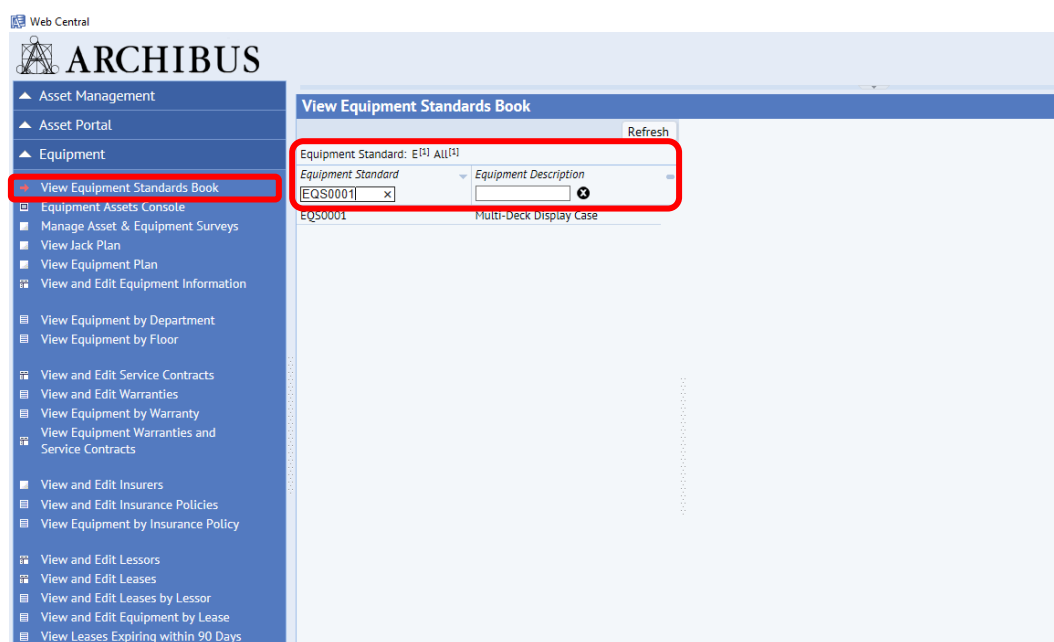 Web Central
ARCHIBUS
Asset Management
Asset Portal
Equipment
View Equipment Standards Book
Equipment Assets Console
Manage Asset & Equipment Surveys
View Jack Plan
View Equipment Plan
View and Edit Equipment Information
View Equipment by Department
View Equipment by Floor
View and Edit Service Contracts
View and Edit Warranties
View Equipment by Warranty
View Equipment Warranties and
Service Contracts
View and Edit Insurers
View and Edit Insurance Policies
View Equipment by Insurance Policy
View and Edit Lessors
View and Edit Leases
View and Edit Leases by Lessor
View and Edit Equipment by Lease
View Leases Expiring within 90 Days
View Equipment Standards Book
Refresh
Equipment Standard: E[1] All[1]
Equipment Standard Equipment Description
EQS0001
EQS0001 Multi-Deck Display Case